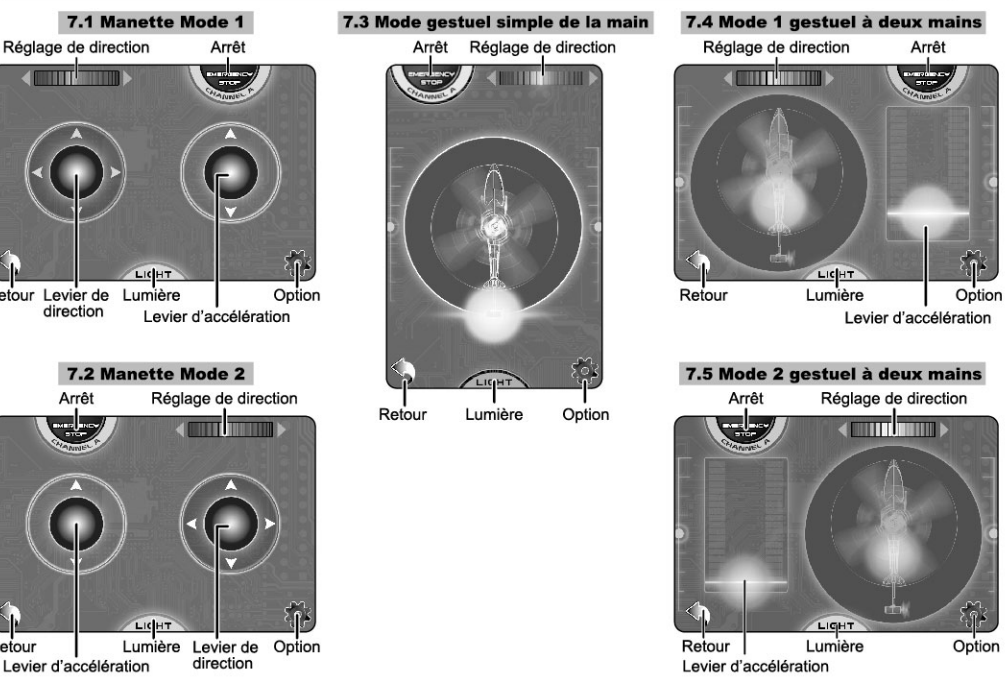 7.1 Manette Mode 1
Réglage de direction
Arrêt
EMERGENCY
STOP
CHANNEL A
LIGHT
Retour
Levier de
direction
Lumière
Levier d'accélération
Option
7.2 Manette Mode 2
Arrêt
Réglage de direction
EMERGENCY
STOP
CHANNEL A
LIGHT
Retour
Levier d'accélération
Lumière
Levier de
direction
Option
7.3 Mode gestuel simple de la main
Arrêt
Réglage de direction
EMERGENCY
STOP
CHANNEL A
LIGHT
Retour
Lumière
Option
7.4 Mode 1 gestuel à deux mains
Réglage de direction
Arrêt
EMERGENCY
STOP
CHANNEL A
LIGHT
Retour
Lumière
Option
Levier d'accélération
7.5 Mode 2 gestuel à deux mains
Arrêt
Réglage de direction
EMERGENCY
STOP
CHANNEL A
LIGHT
Retour
Lumière
Option
Levier d'accélération